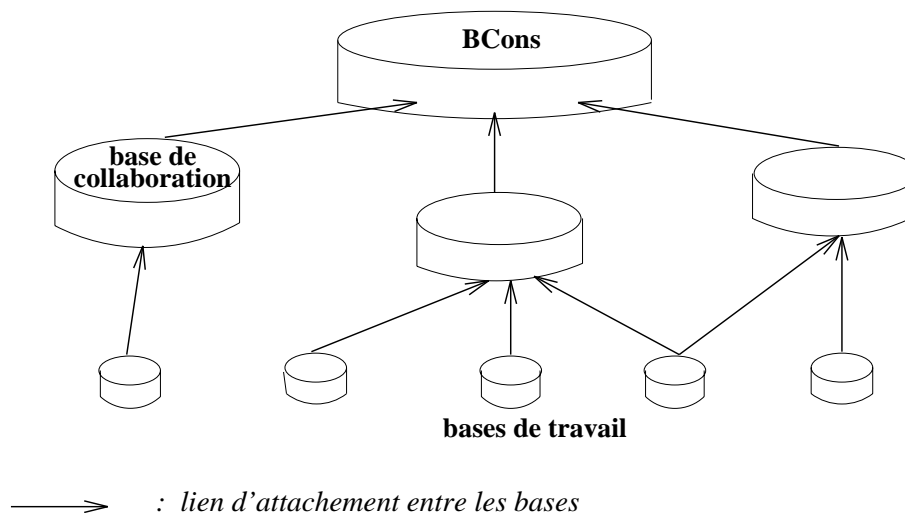 BCons
base de
collaboration
bases de travail
: lien d'attachement entre les bases